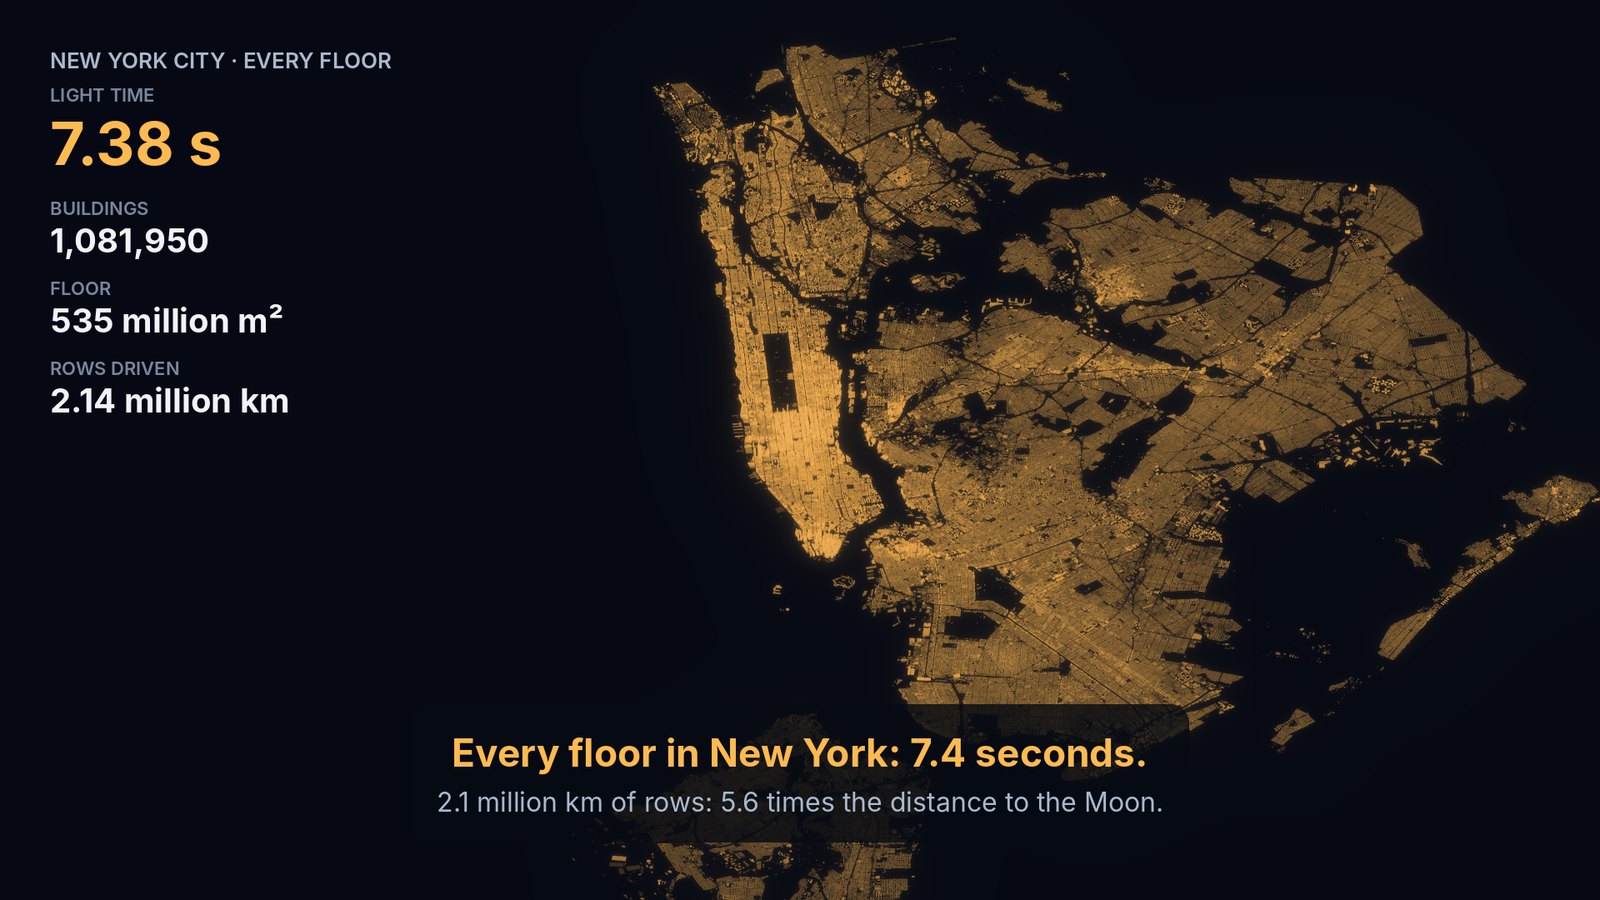 NEW YORK CITY · EVERY FLOOR
LIGHT TIME
7.38 s
BUILDINGS
1,081,950
FLOOR
535 million m²
ROWS DRIVEN
2.14 million km
Every floor in New York: 7.4 seconds.
2.1 million km of rows: 5.6 times the distance to the Moon.